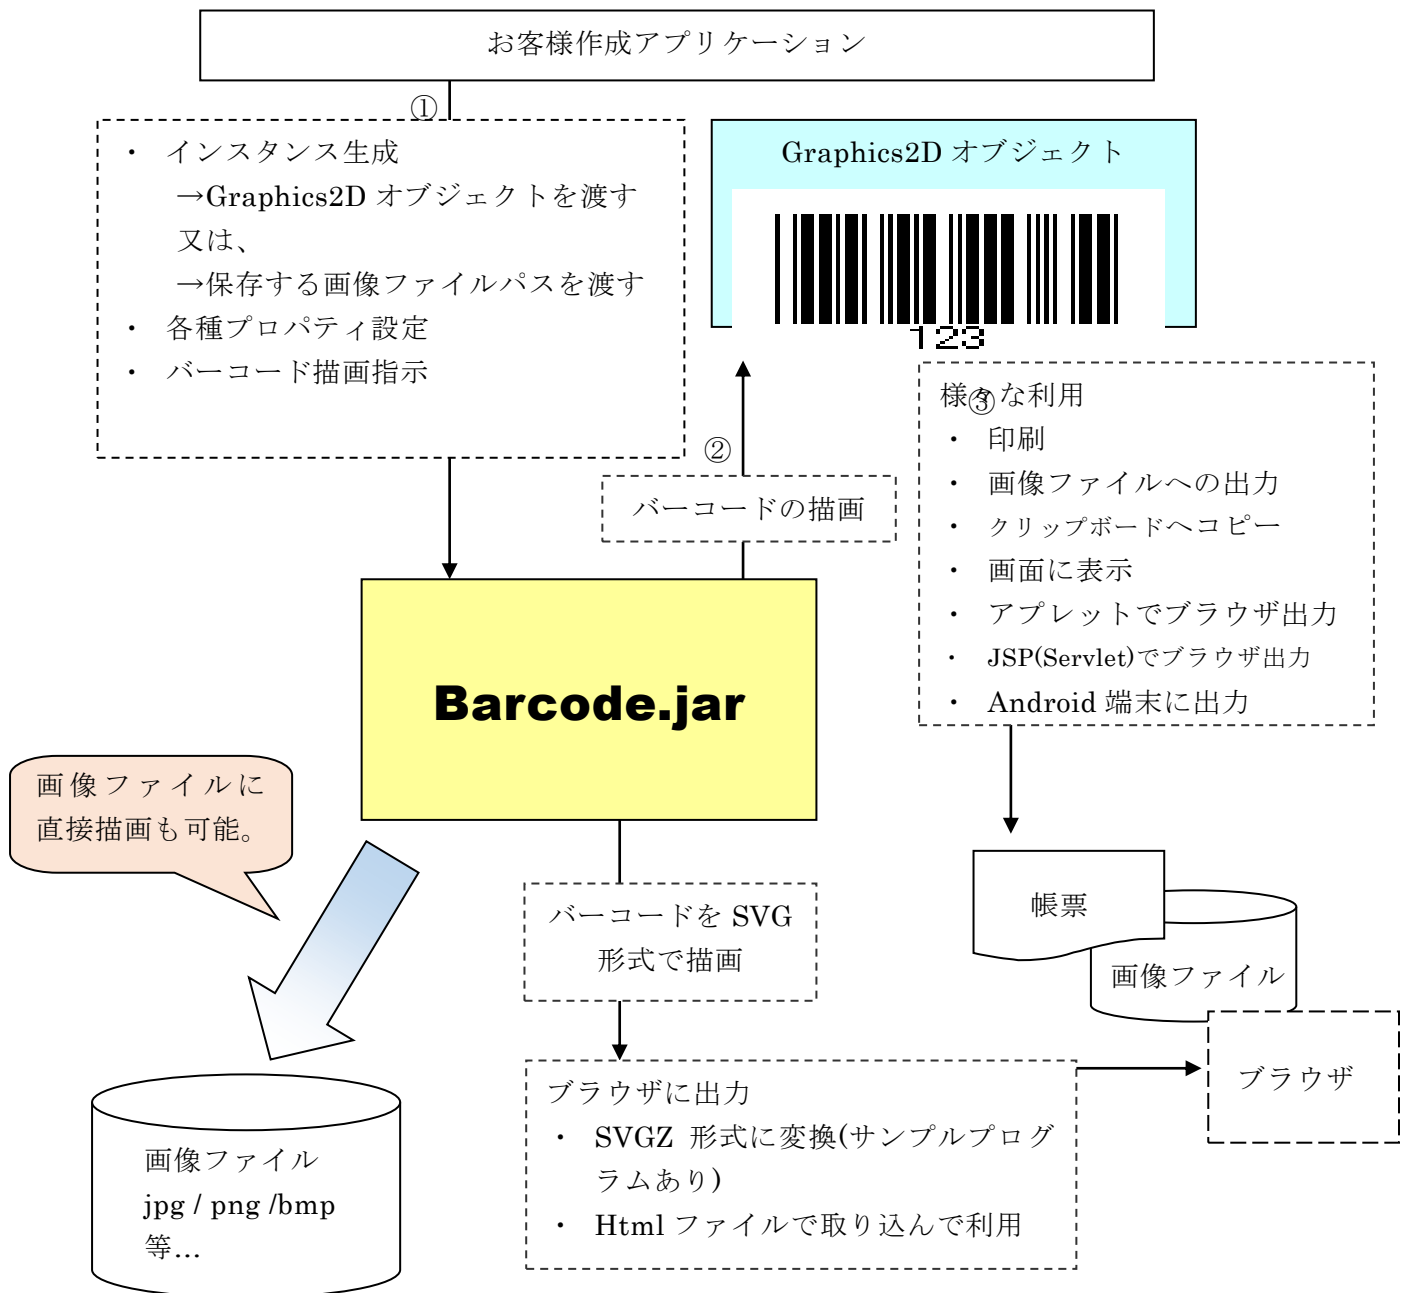 お客様作成アプリケーション
①
・ インスタンス生成
→Graphics2D オブジェクトを渡す
又は、
→保存する画像ファイルパスを渡す
・ 各種プロパティ設定
・ バーコード描画指示
Graphics2D オブジェクト
123
②
バーコードの描画
様々な利用
③
・ 印刷
・ 画像ファイルへの出力
・ クリップボードへコピー
・ 画面に表示
・ アプレットでブラウザ出力
・ JSP(Servlet)でブラウザ出力
・ Android 端末に出力
Barcode.jar
画像ファイルに
直接描画も可能。
バーコードを SVG
形式で描画
帳票
画像ファイル
ブラウザ
ブラウザに出力
・ SVGZ 形式に変換(サンプルプログ
ラムあり)
・ Html ファイルで取り込んで利用
画像ファイル
jpg / png /bmp
等…